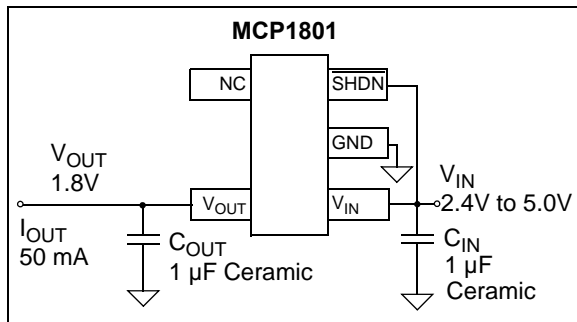 MCP1801
NC
SHDN
GND
VOUT
1.8V
VOUT
VIN
VIN
2.4V to 5.0V
IOUT
50 mA
COUT
1 µF Ceramic
CIN
1 µF
Ceramic